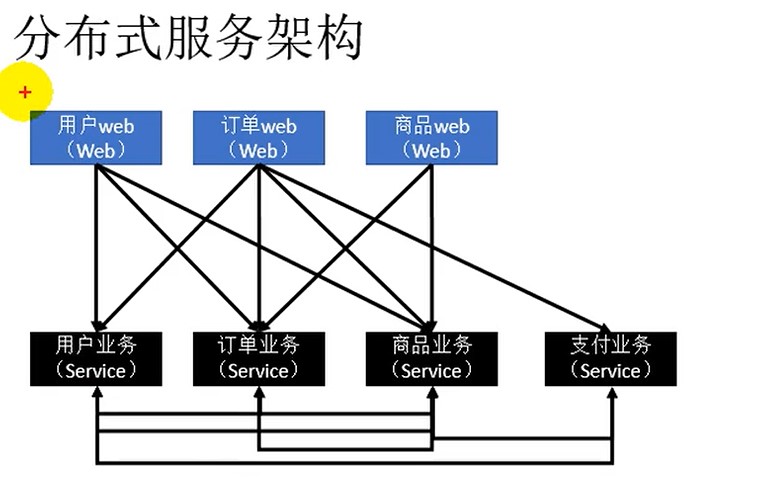 分布式服务架构
用户web
（Web）
订单web
（Web）
商品web
（Web）
用户业务
（Service）
订单业务
（Service）
商品业务
（Service）
支付业务
（Service）